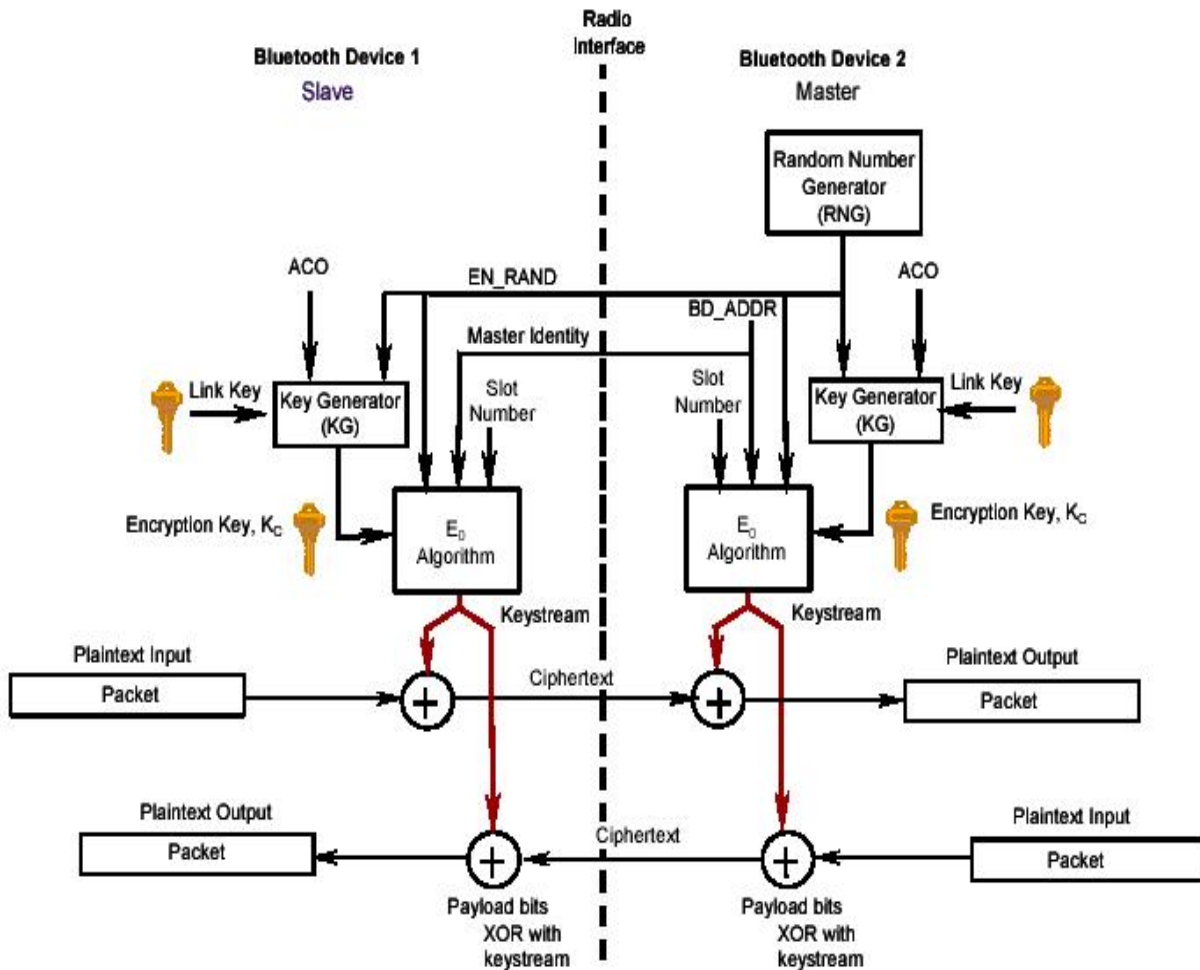 Radio
Interface
Bluetooth Device 1
Slave
Bluetooth Device 2
Master
Random Number
Generator
(RNG)
ACO
EN_RAND
ACO
BD_ADDR
Master Identity
Link Key
Key Generator
(KG)
Slot
Number
Slot
Number
Key Generator
(KG)
Link Key
Encryption Key, KC
E0
Algorithm
E0
Algorithm
Encryption Key, KC
Keystream
Keystream
Plaintext Input
Packet
+
Ciphertext
+
Plaintext Output
Packet
Plaintext Output
Packet
+
Ciphertext
+
Plaintext Input
Packet
Payload bits
XOR with
keystream
Payload bits
XOR with
keystream